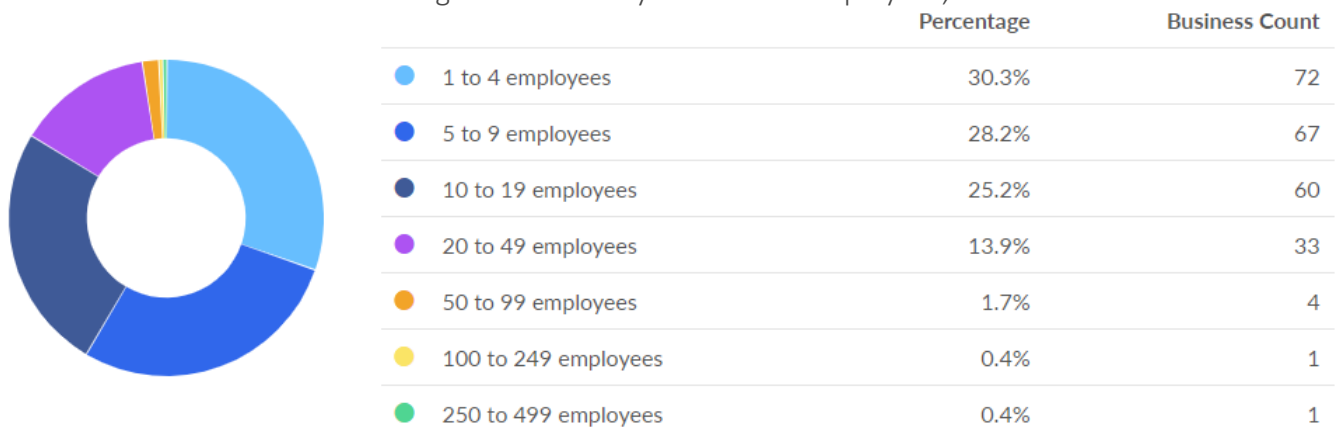 Percentage Business Count
1 to 4 employees 30.3% 72
5 to 9 employees 28.2% 67
10 to 19 employees 25.2% 60
20 to 49 employees 13.9% 33
50 to 99 employees 1.7% 4
100 to 249 employees 0.4% 1
250 to 499 employees 0.4% 1